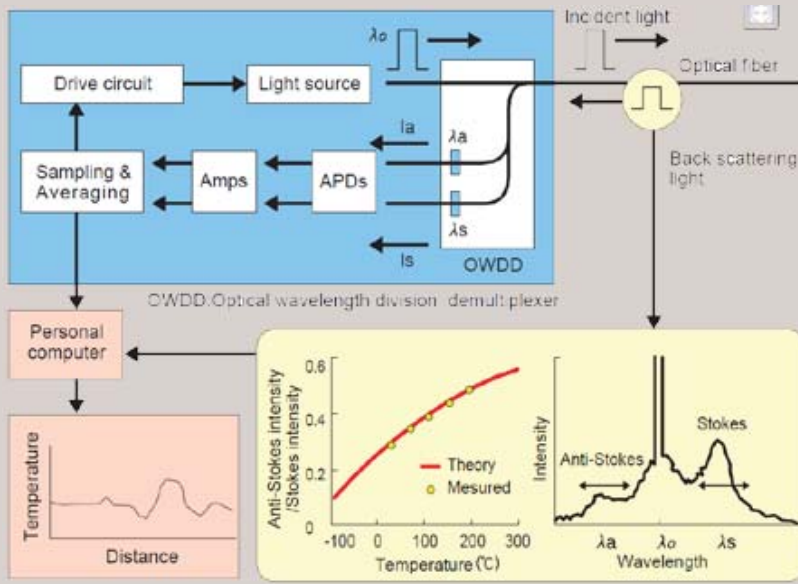 λo
Incident light
Drive circuit
Light source
Optical fiber
Ia
λa
Sampling &
Averaging
Amps
APDs
Back scattering
light
λs
Is
OWDD
OWDD.Optical wavelength division demult plexer
Personal
computer
Temperature
Distance
Anti-Stokes intensity
/Stokes intensity
0.6
0.4
0.2
0
Theory
Mesured
-100 0 100 200 300
Temperature(℃)
Intensity
Anti-Stokes
Stokes
λa λo λs
Wavelength